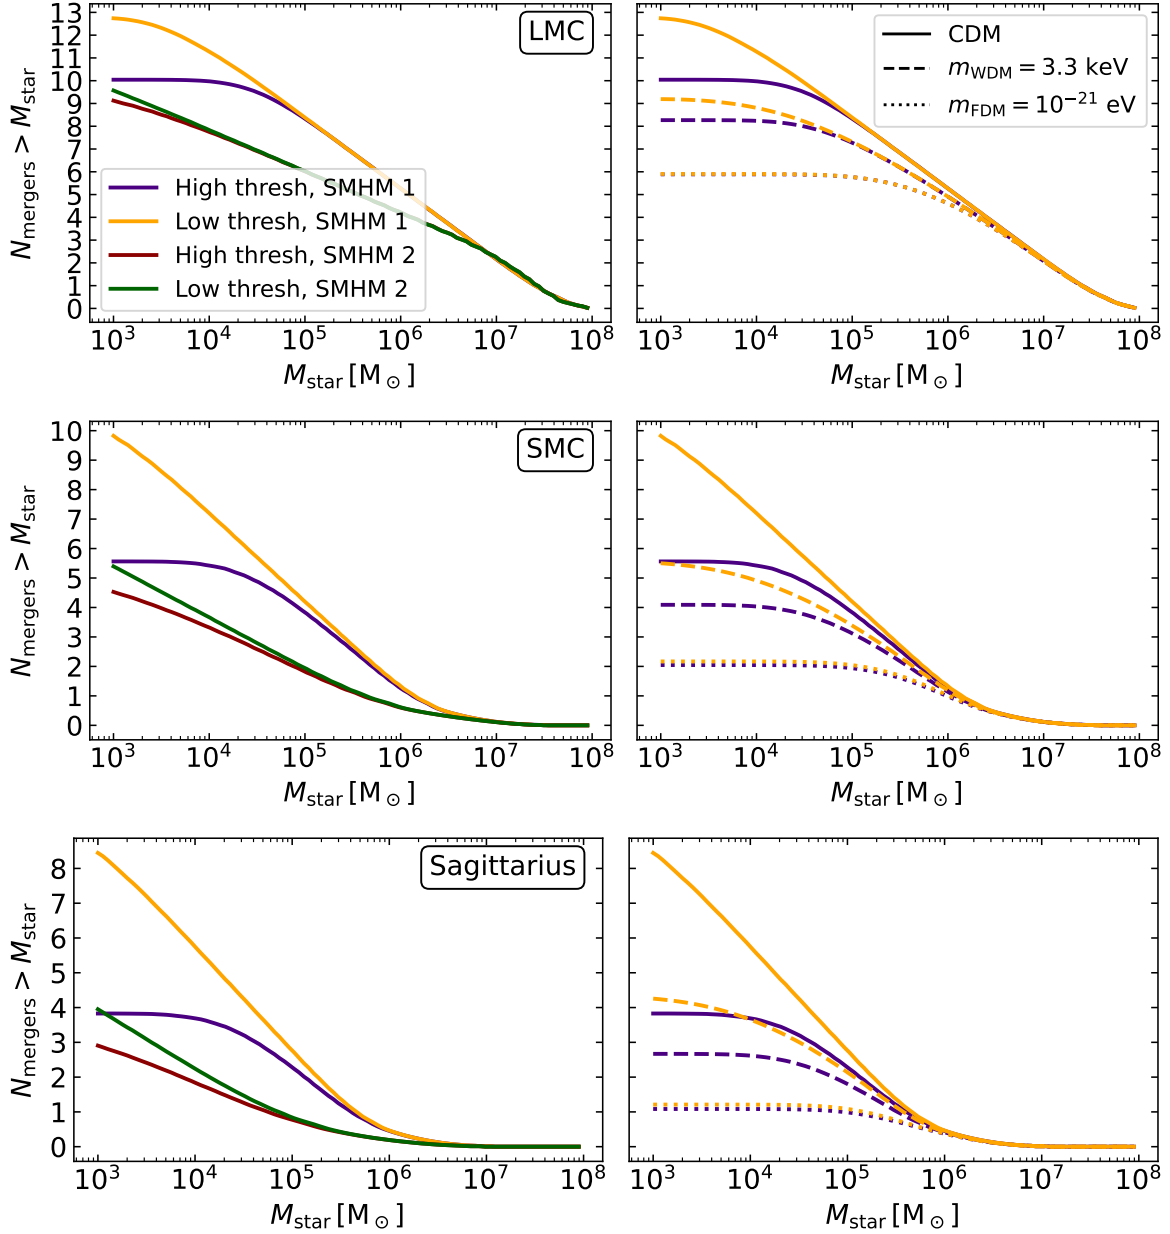 13
12
11
10
9
8
7
6
5
4
3
2
1
0
N_mergers > M_star
LMC
High thresh, SMHM 1
Low thresh, SMHM 1
High thresh, SMHM 2
Low thresh, SMHM 2
10^3 10^4 10^5 10^6 10^7 10^8
M_star [M_⊙]
CDM
m_WDM = 3.3 keV
m_FDM = 10^−21 eV
10^3 10^4 10^5 10^6 10^7 10^8
M_star [M_⊙]
10
9
8
7
6
5
4
3
2
1
0
N_mergers > M_star
SMC
10^3 10^4 10^5 10^6 10^7 10^8
M_star [M_⊙]
10^3 10^4 10^5 10^6 10^7 10^8
M_star [M_⊙]
8
7
6
5
4
3
2
1
0
N_mergers > M_star
Sagittarius
10^3 10^4 10^5 10^6 10^7 10^8
M_star [M_⊙]
10^3 10^4 10^5 10^6 10^7 10^8
M_star [M_⊙]